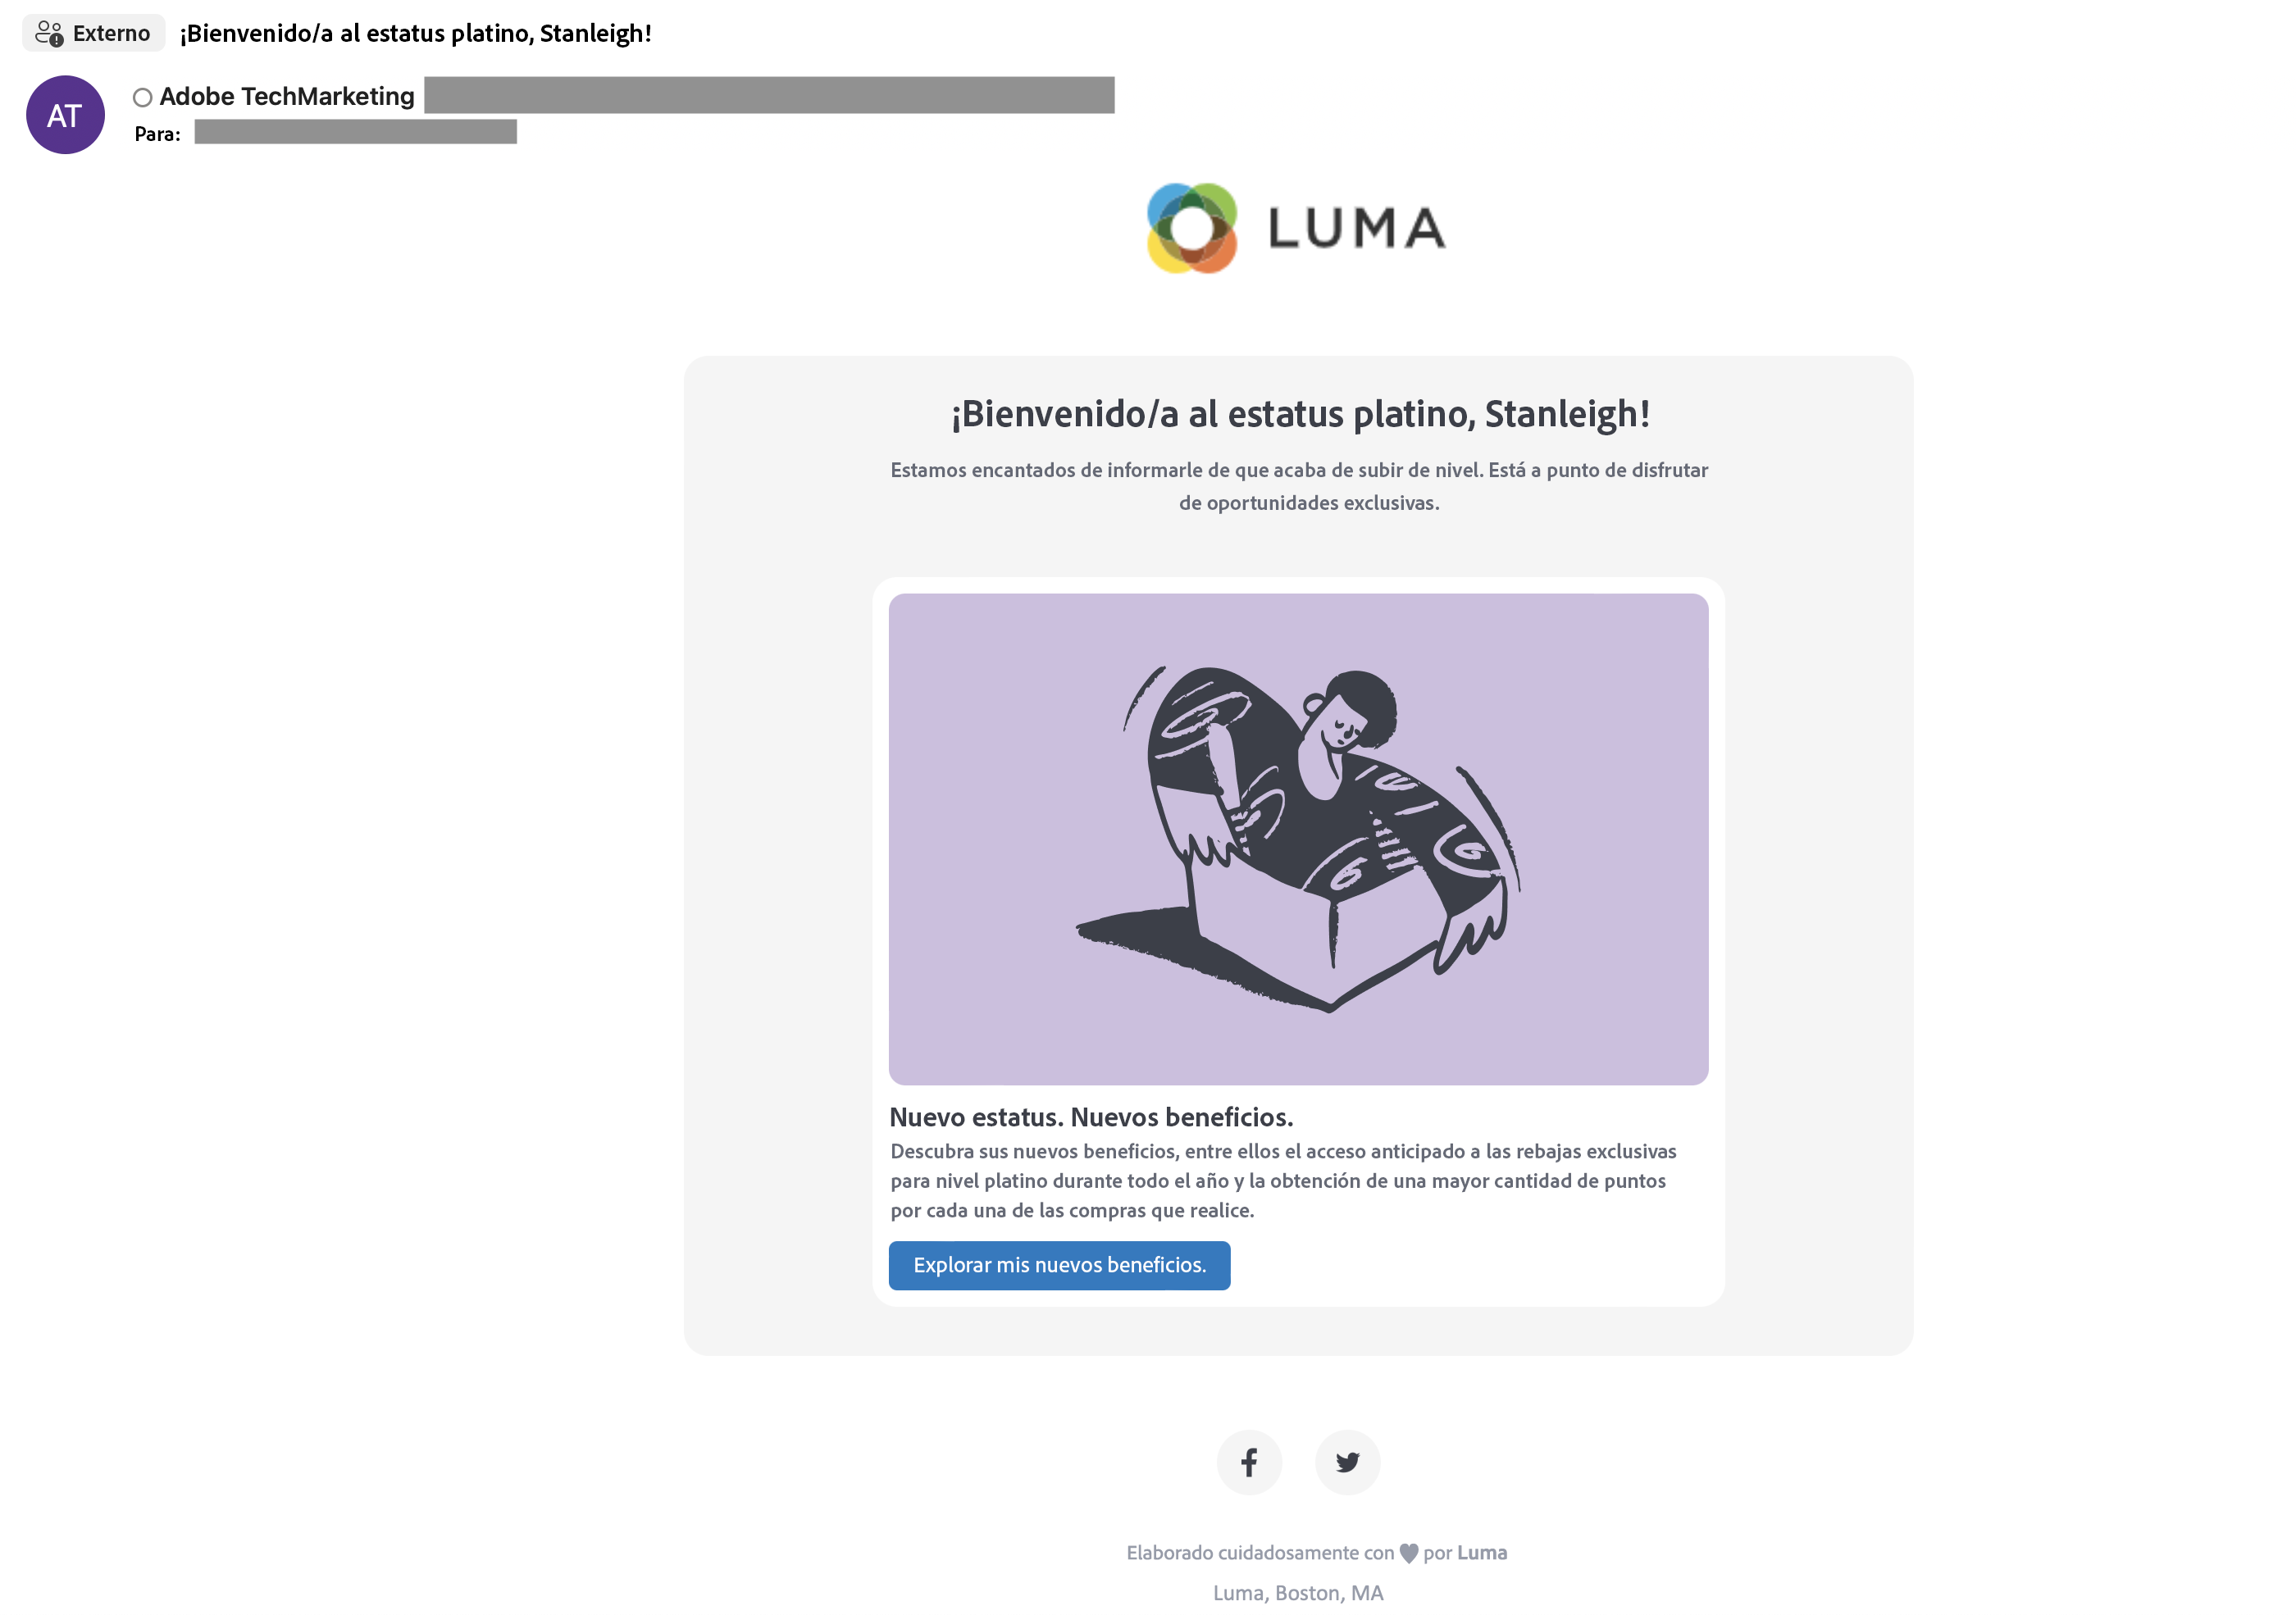 Externo ¡Bienvenido/a al estatus platino, Stanleigh!
AT
Adobe TechMarketing
Para:
LUMA
¡Bienvenido/a al estatus platino, Stanleigh!
Estamos encantados de informarle de que acaba de subir de nivel. Está a punto de disfrutar
de oportunidades exclusivas.
Nuevo estatus. Nuevos beneficios.
Descubra sus nuevos beneficios, entre ellos el acceso anticipado a las rebajas exclusivas
para nivel platino durante todo el año y la obtención de una mayor cantidad de puntos
por cada una de las compras que realice.
Explorar mis nuevos beneficios.
Elaborado cuidadosamente con ♥ por Luma
Luma, Boston, MA